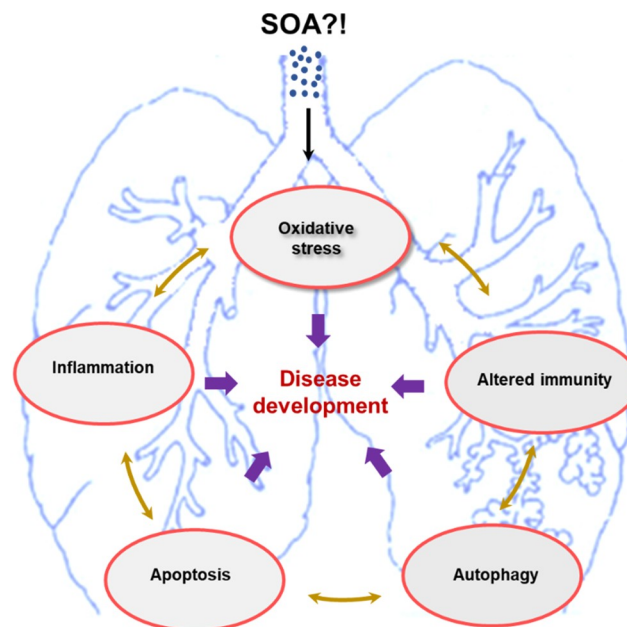 SOA?!
Oxidative
stress
Inflammation
Disease
development
Altered immunity
Apoptosis
Autophagy